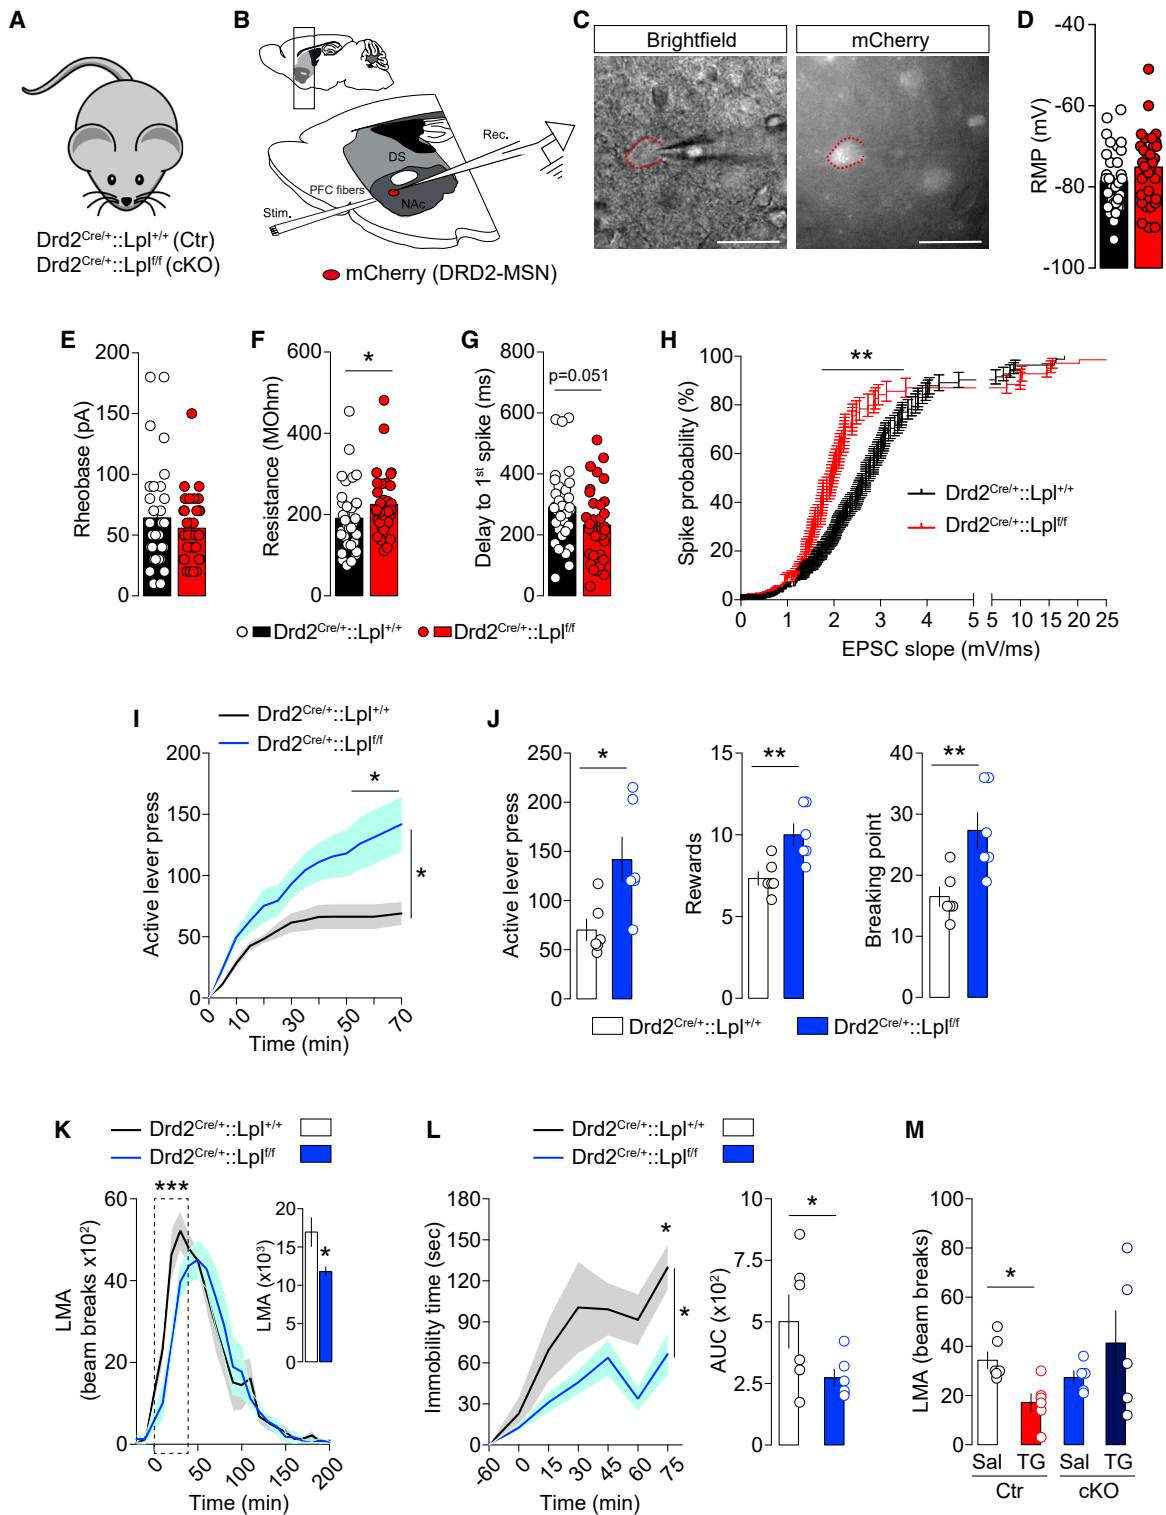 A
Drd2Cre/+::Lpl+/+ (Ctr)
Drd2Cre/+::Lplf/f (cKO)
B
DS
Rec.
PFC fibers
NAc
Stim.
mCherry (DRD2-MSN)
C
Brightfield
mCherry
D
RMP (mV)
-40
-60
-80
-100
E
Rheobase (pA)
200
150
100
50
0
F
Resistance (MOhm)
600
400
200
0
*
G
Delay to 1st spike (ms)
800
600
400
200
0
p=0.051
Drd2Cre/+::Lpl+/+
Drd2Cre/+::Lplf/f
H
Spike probability (%)
100
80
60
40
20
0
**
Drd2Cre/+::Lpl+/+
Drd2Cre/+::Lplf/f
0 1 2 3 4 5 5 10 15 20 25
EPSC slope (mV/ms)
I
Drd2Cre/+::Lpl+/+
Drd2Cre/+::Lplf/f
Active lever press
200
150
100
50
0
*
*
0 10 30 50 70
Time (min)
J
Active lever press
250
200
150
100
50
0
*
Rewards
15
10
5
0
**
Breaking point
40
30
20
10
0
**
Drd2Cre/+::Lpl+/+
Drd2Cre/+::Lplf/f
K
Drd2Cre/+::Lpl+/+
Drd2Cre/+::Lplf/f
LMA
(beam breaks x102)
60
40
20
0
***
LMA (x103)
20
15
10
5
0
*
0 50 100 150 200
Time (min)
L
Drd2Cre/+::Lpl+/+
Drd2Cre/+::Lplf/f
Immobility time (sec)
180
150
120
90
60
30
0
*
*
-60 0 15 30 45 60 75
Time (min)
AUC (x102)
10
7.5
5
2.5
0
*
M
LMA (beam breaks)
100
80
60
40
20
0
*
Sal TG Sal TG
Ctr cKO